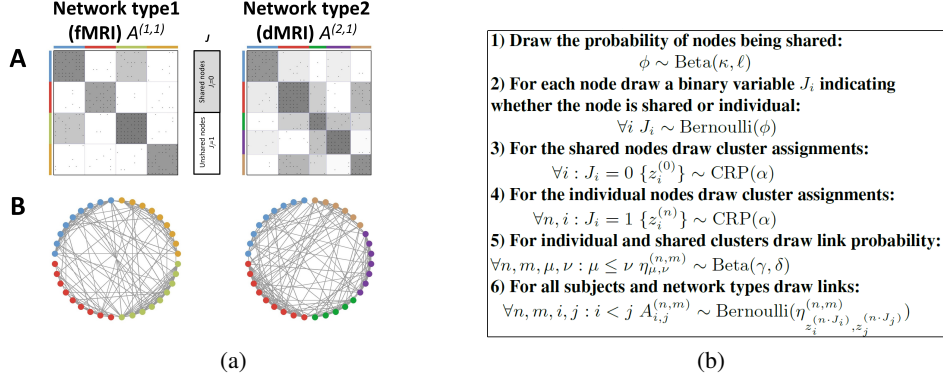 Network type1
(fMRI) A^{(1,1)}
J
Network type2
(dMRI) A^{(2,1)}
A
Shared nodes
J_i=0
Unshared nodes
J_i=1
B
(a)
1) Draw the probability of nodes being shared:
ϕ ∼ Beta(κ, ℓ)
2) For each node draw a binary variable J_i indicating
whether the node is shared or individual:
∀i J_i ∼ Bernoulli(ϕ)
3) For the shared nodes draw cluster assignments:
∀i : J_i = 0 {z_i^{(0)}} ∼ CRP(α)
4) For the individual nodes draw cluster assignments:
∀n, i : J_i = 1 {z_i^{(n)}} ∼ CRP(α)
5) For individual and shared clusters draw link probability:
∀n, m, μ, ν : μ ≤ ν η_{μ,ν}^{(n,m)} ∼ Beta(γ, δ)
6) For all subjects and network types draw links:
∀n, m, i, j : i < j A_{i,j}^{(n,m)} ∼ Bernoulli(η_{z_i^{(n·J_i)}, z_j^{(n·J_j)}}^{(n,m)})
(b)